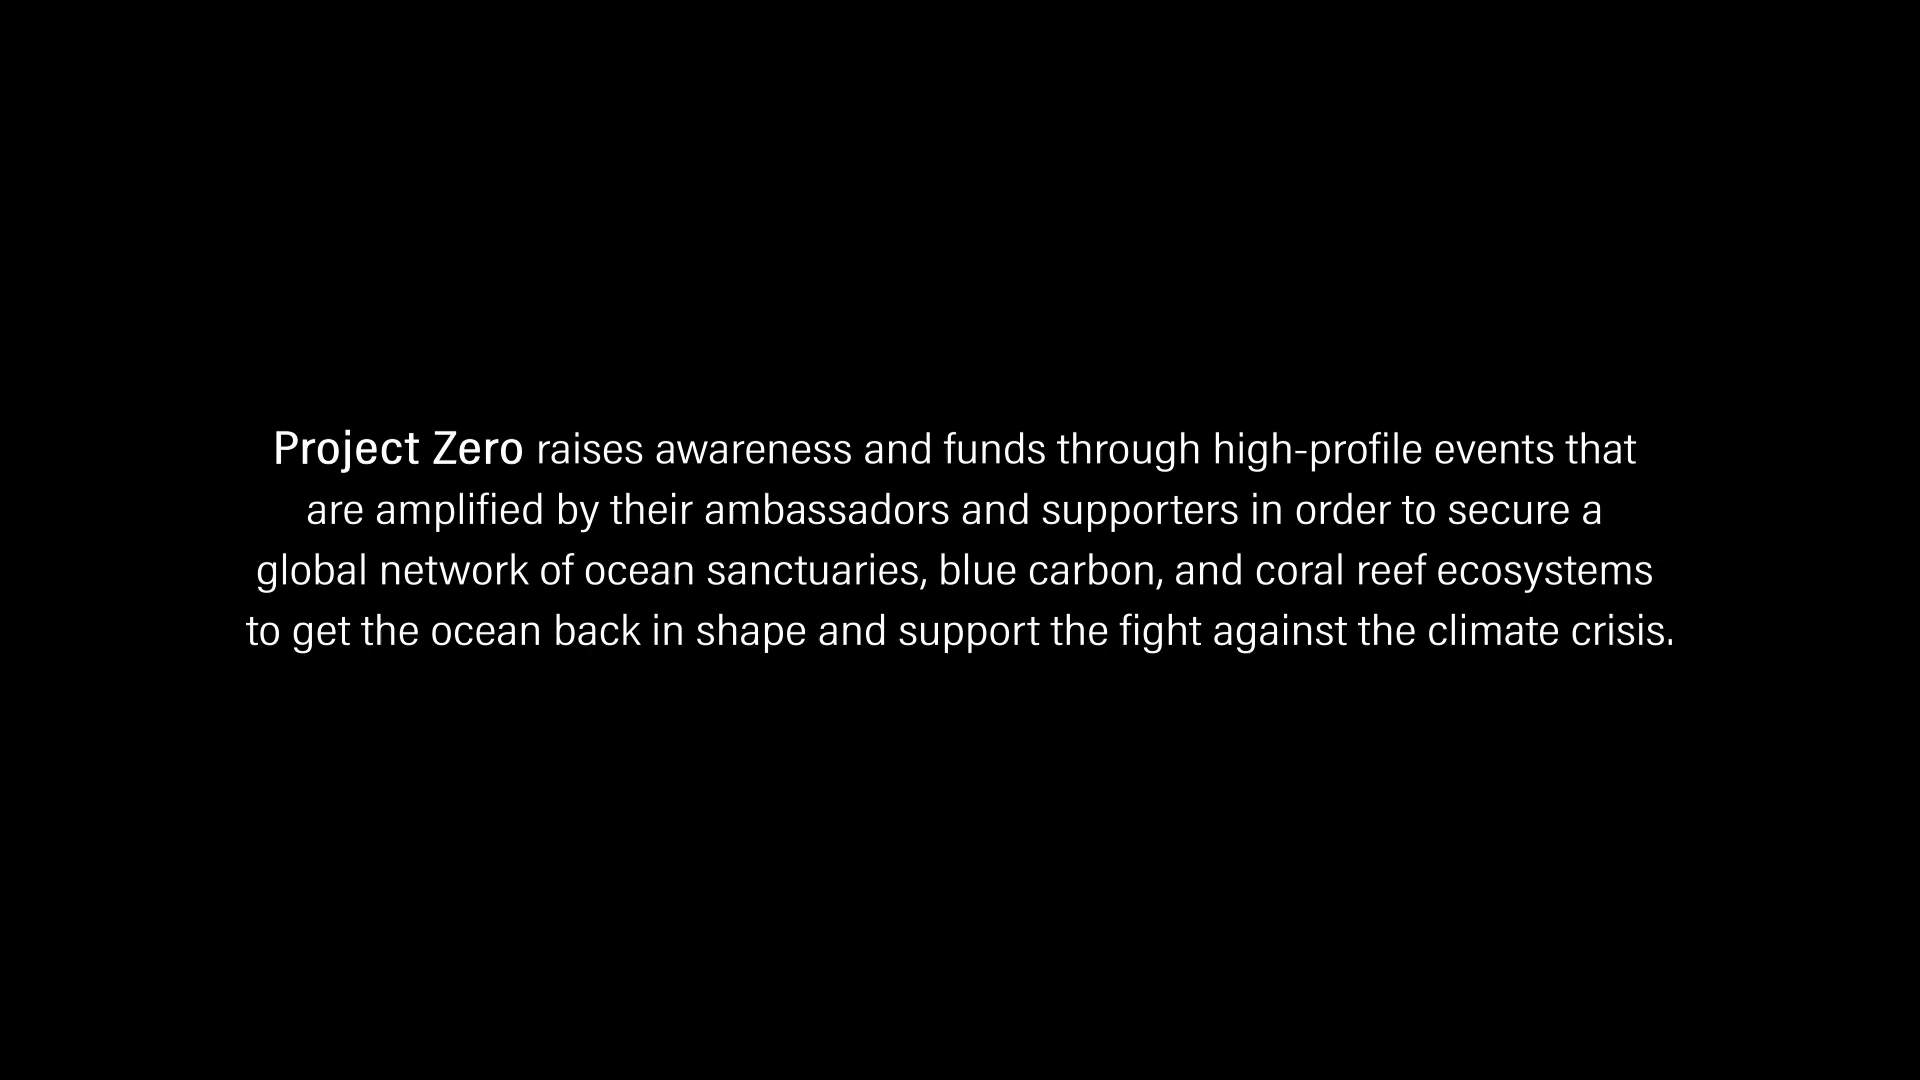 Project Zero raises awareness and funds through high-profile events that
are amplified by their ambassadors and supporters in order to secure a
global network of ocean sanctuaries, blue carbon, and coral reef ecosystems
to get the ocean back in shape and support the fight against the climate crisis.